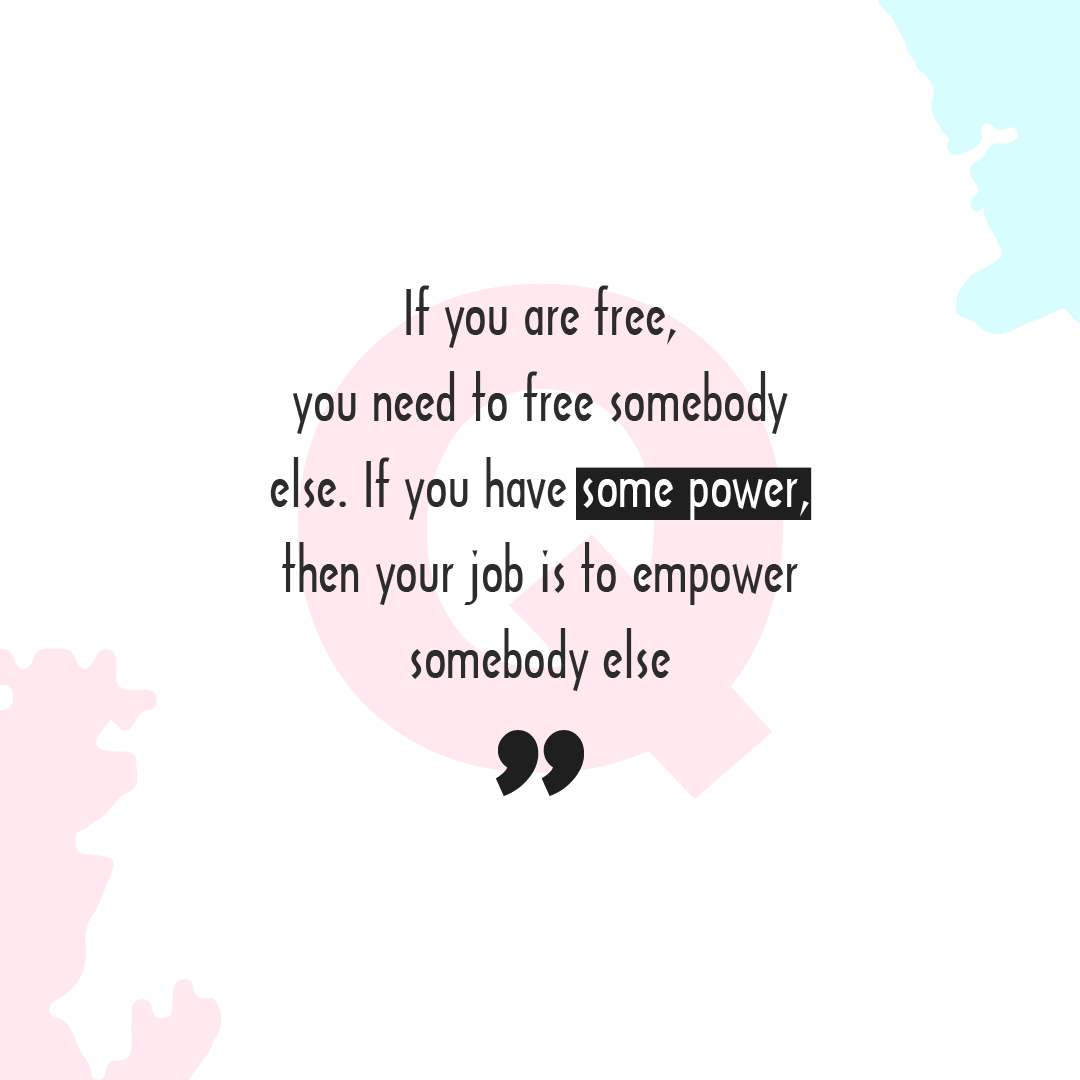 If you are free,
you need to free somebody
else. If you have some power,
then your job is to empower
somebody else
”
Q